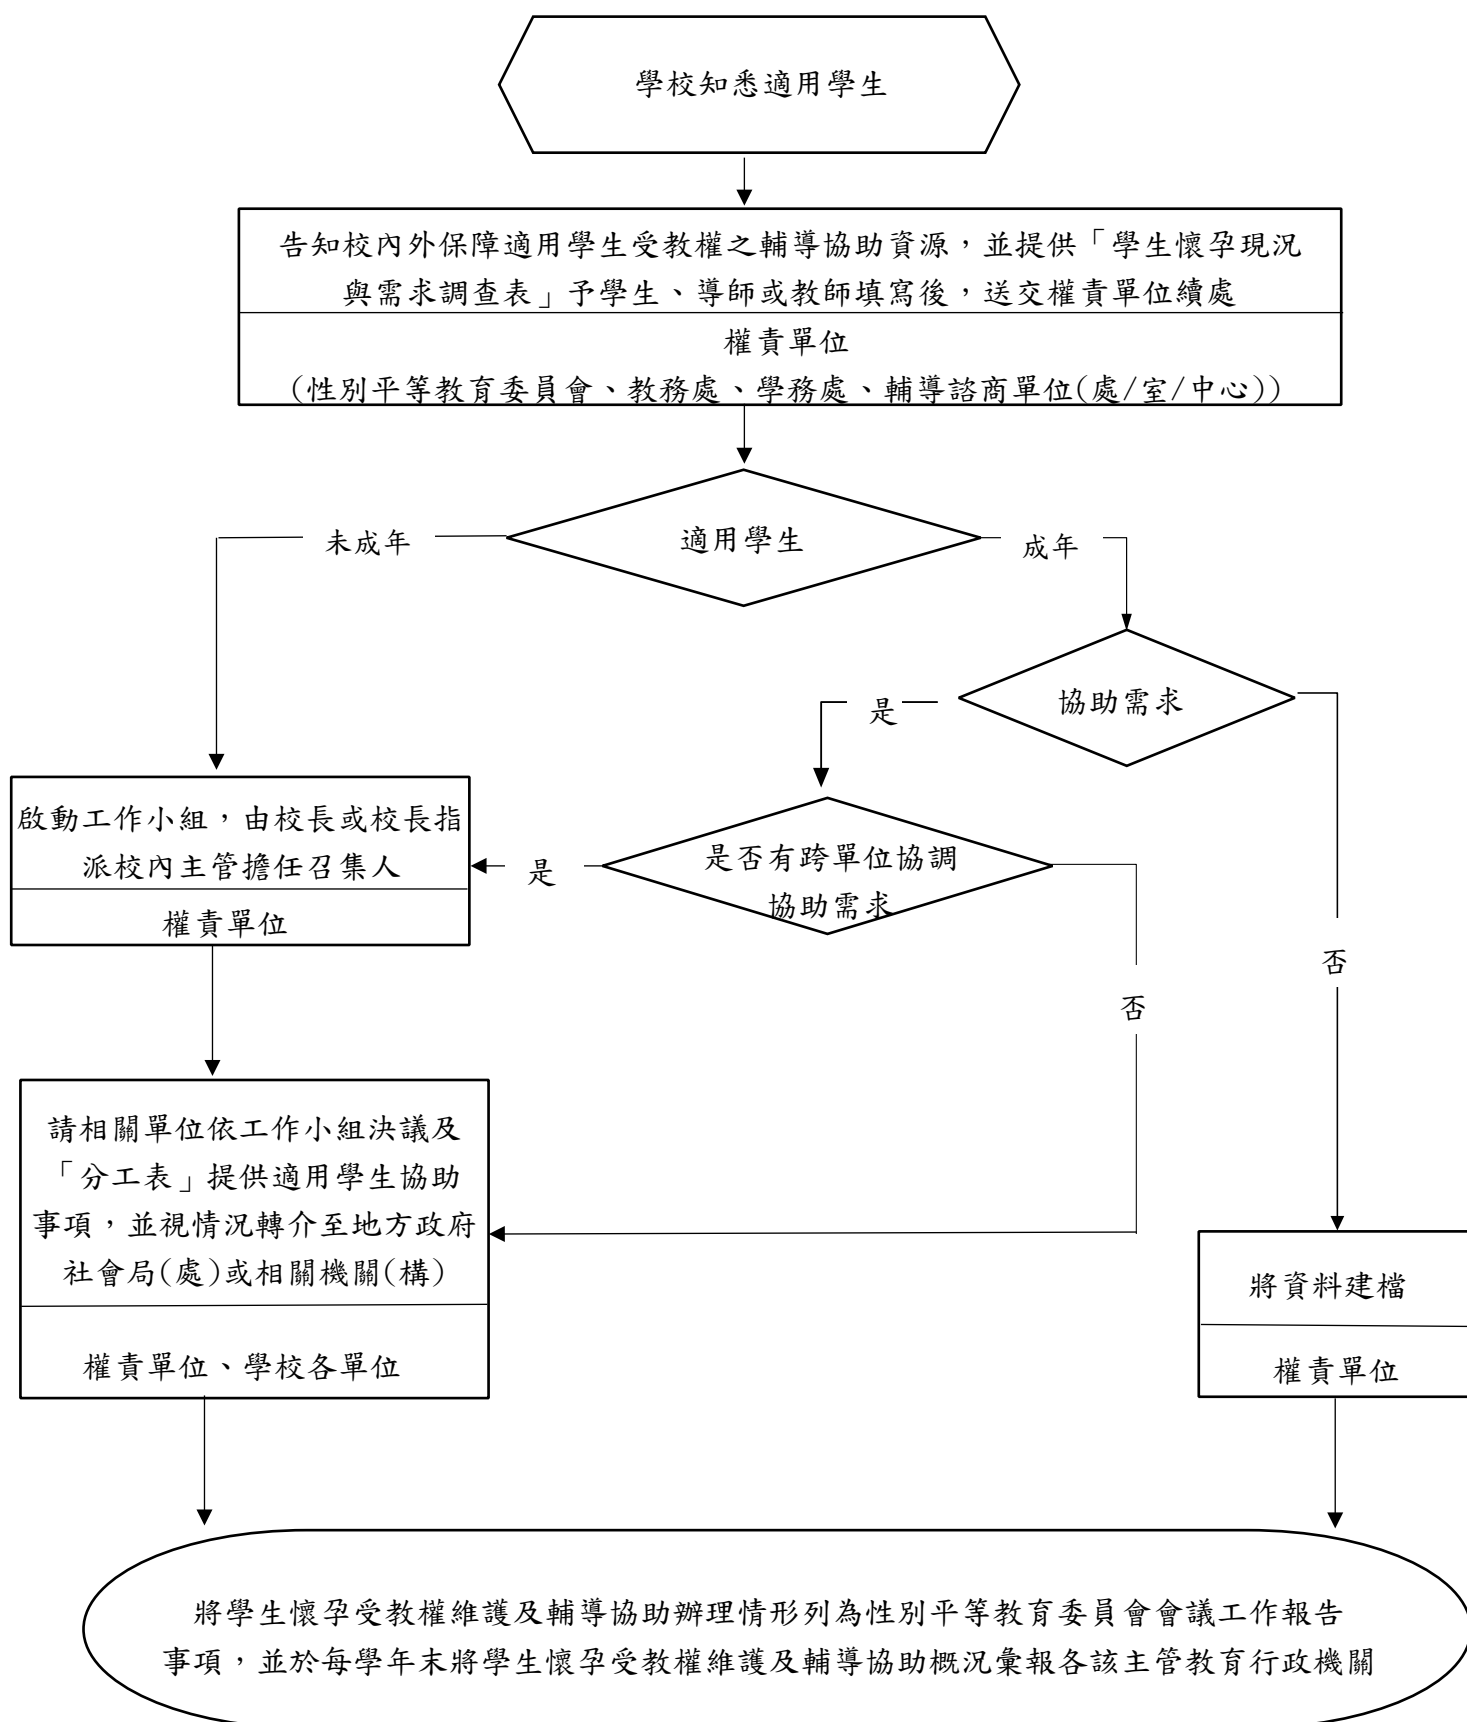 學校知悉適用學生
告知校內外保障適用學生受教權之輔導協助資源，並提供「學生懷孕現況
與需求調查表」予學生、導師或教師填寫後，送交權責單位續處
權責單位
(性別平等教育委員會、教務處、學務處、輔導諮商單位(處/室/中心))
適用學生
未成年
成年
協助需求
是
否
是否有跨單位協調
協助需求
是
否
啟動工作小組，由校長或校長指
派校內主管擔任召集人
權責單位
請相關單位依工作小組決議及
「分工表」提供適用學生協助
事項，並視情況轉介至地方政府
社會局(處)或相關機關(構)
權責單位、學校各單位
將資料建檔
權責單位
將學生懷孕受教權維護及輔導協助辦理情形列為性別平等教育委員會會議工作報告
事項，並於每學年末將學生懷孕受教權維護及輔導協助概況彙報各該主管教育行政機關